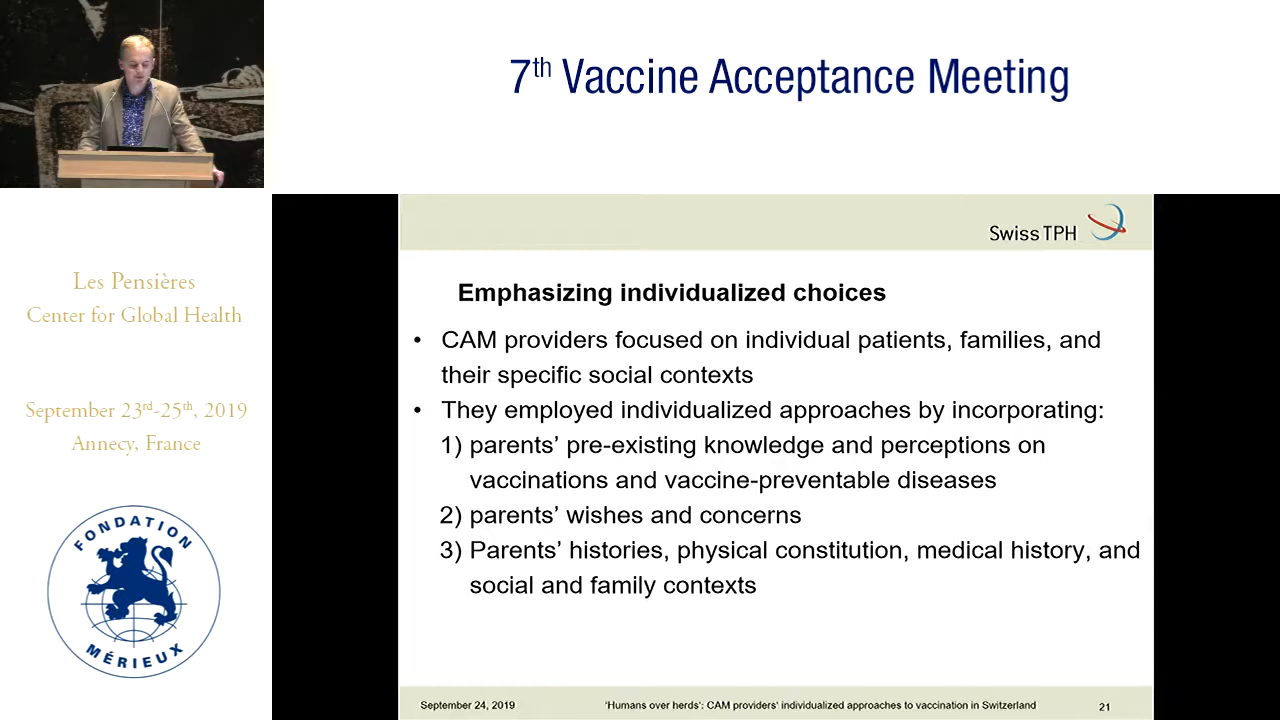 7th Vaccine Acceptance Meeting
Les Pensières
Center for Global Health
September 23rd-25th, 2019
Annecy, France
FONDATION
MÉRIEUX
Swiss TPH
Emphasizing individualized choices
• CAM providers focused on individual patients, families, and
their specific social contexts
• They employed individualized approaches by incorporating:
1) parents’ pre-existing knowledge and perceptions on
vaccinations and vaccine-preventable diseases
2) parents’ wishes and concerns
3) Parents’ histories, physical constitution, medical history, and
social and family contexts
September 24, 2019
‘Humans over herds’: CAM providers’ individualized approaches to vaccination in Switzerland
21